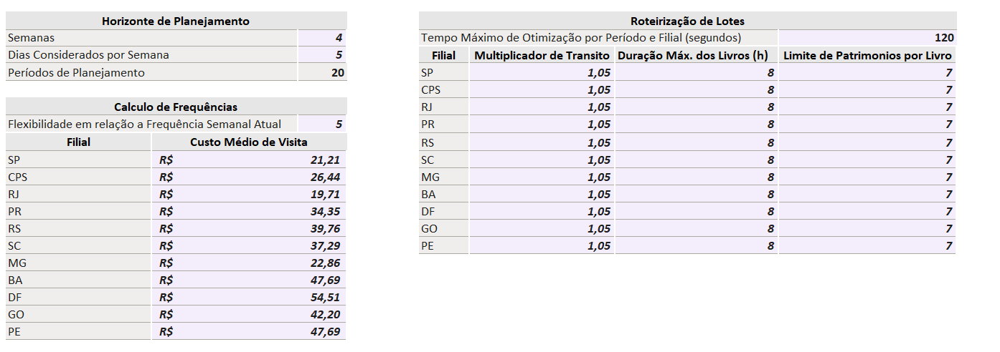 Horizonte de Planejamento
Semanas 4
Dias Considerados por Semana 5
Períodos de Planejamento 20
Calculo de Frequências
Flexibilidade em relação a Frequência Semanal Atual 5
Filial Custo Médio de Visita
SP R$ 21,21
CPS R$ 26,44
RJ R$ 19,71
PR R$ 34,35
RS R$ 39,76
SC R$ 37,29
MG R$ 22,86
BA R$ 47,69
DF R$ 54,51
GO R$ 42,20
PE R$ 47,69
Roteirização de Lotes
Tempo Máximo de Otimização por Período e Filial (segundos) 120
Filial Multiplicador de Transito Duração Máx. dos Livros (h) Limite de Patrimonios por Livro
SP 1,05 8 7
CPS 1,05 8 7
RJ 1,05 8 7
PR 1,05 8 7
RS 1,05 8 7
SC 1,05 8 7
MG 1,05 8 7
BA 1,05 8 7
DF 1,05 8 7
GO 1,05 8 7
PE 1,05 8 7